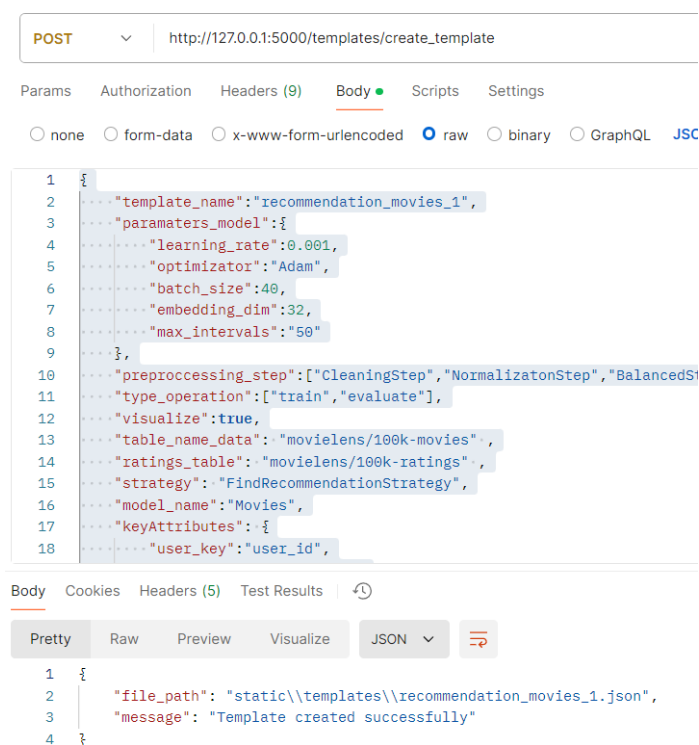 POST http://127.0.0.1:5000/templates/create_template
Params Authorization Headers (9) Body Scripts Settings
none form-data x-www-form-urlencoded raw binary GraphQL
1 {
2 "template_name":"recommendation_movies_1",
3 "paramaters_model":{
4 "learning_rate":0.001,
5 "optimizator":"Adam",
6 "batch_size":40,
7 "embedding_dim":32,
8 "max_intervals":"50"
9 },
10 "preproccessing_step":["CleaningStep","NormalizatonStep","BalancedSt
11 "type_operation":["train","evaluate"],
12 "visualize":true,
13 "table_name_data": "movielens/100k-movies" ,
14 "ratings_table": "movielens/100k-ratings" ,
15 "strategy": "FindRecommendationStrategy",
16 "model_name":"Movies",
17 "keyAttributes": {
18 "user_key":"user_id",
Body Cookies Headers (5) Test Results
Pretty Raw Preview Visualize JSON
1 {
2 "file_path": "static\\templates\\recommendation_movies_1.json",
3 "message": "Template created successfully"
4 }